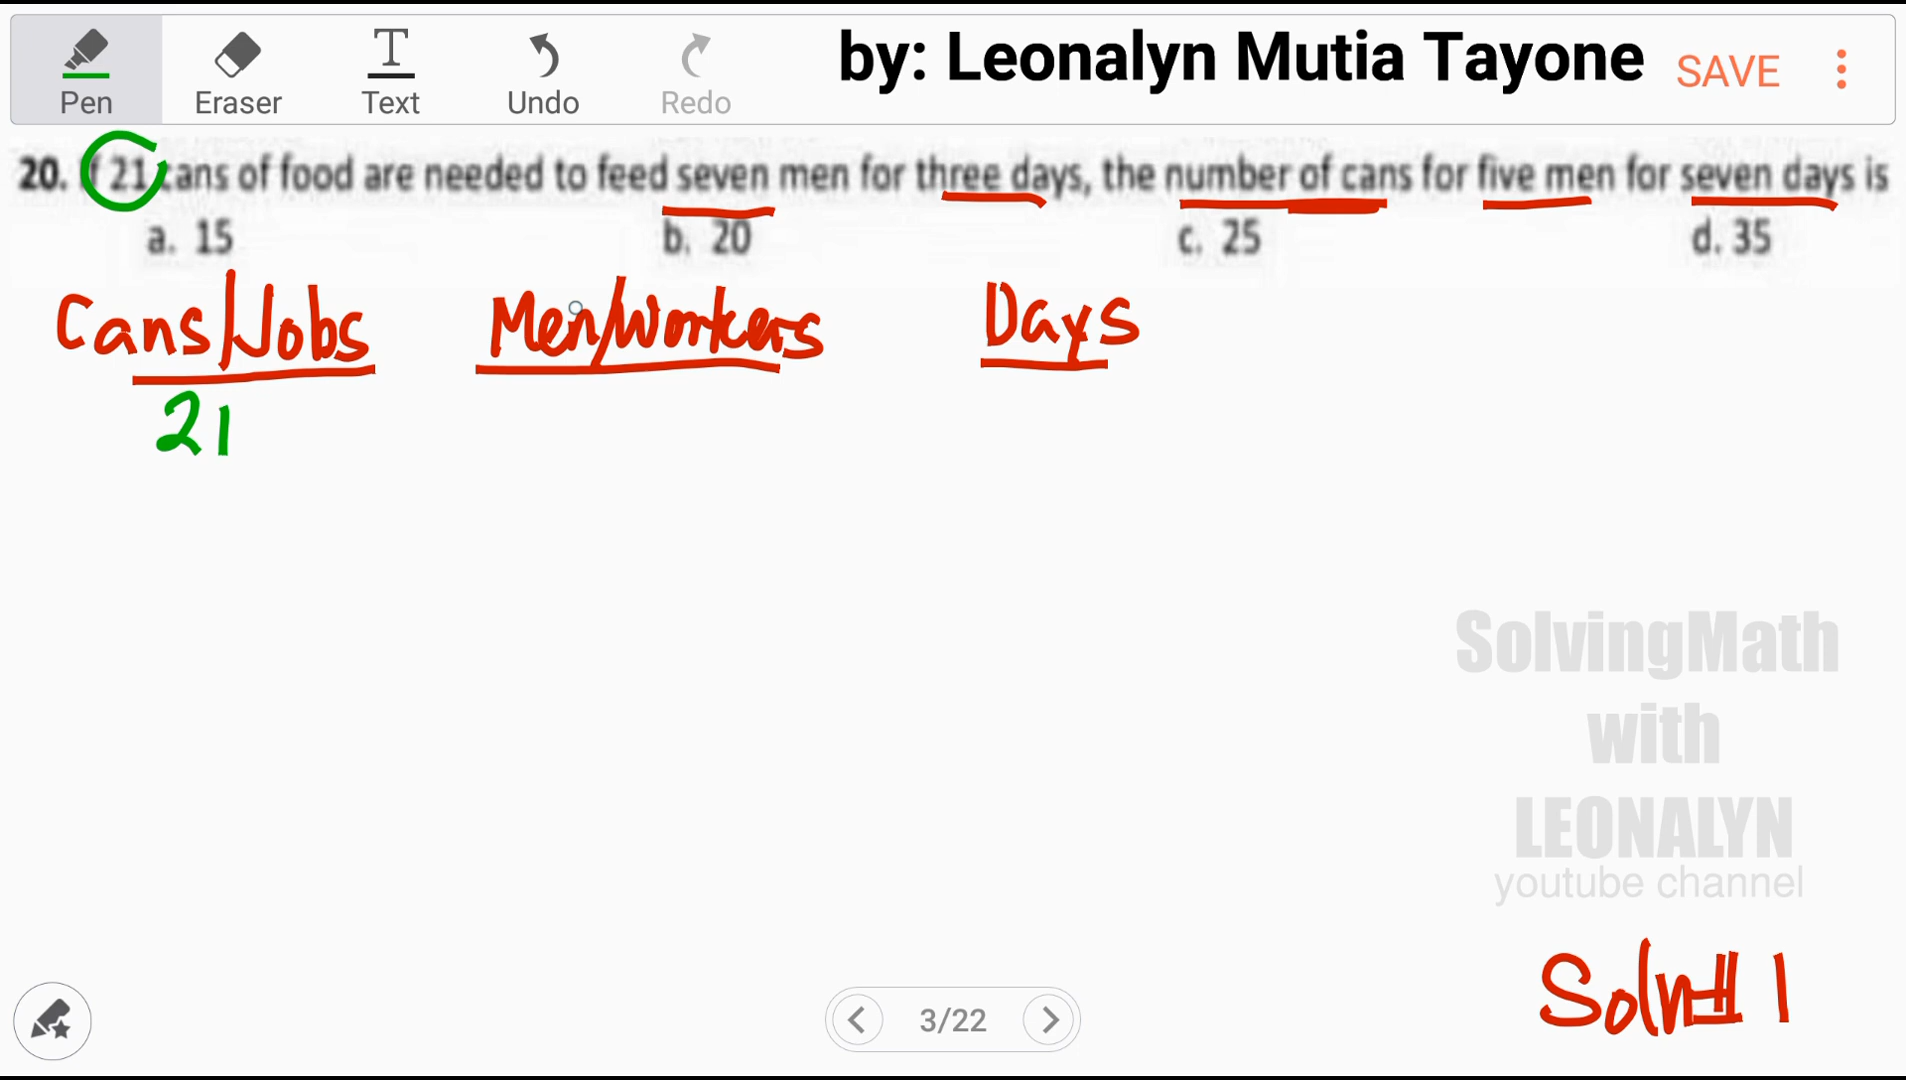 by: Leonalyn Mutia Tayone
SAVE
Pen
Eraser
Text
Undo
Redo
20. If 21 cans of food are needed to feed seven men for three days, the number of cans for five men for seven days is
a. 15 b. 20 c. 25 d. 35
Cans/Jobs Men/Workers Days
21
SolvingMath
with
LEONALYN
youtube channel
Soln# 1
3/22